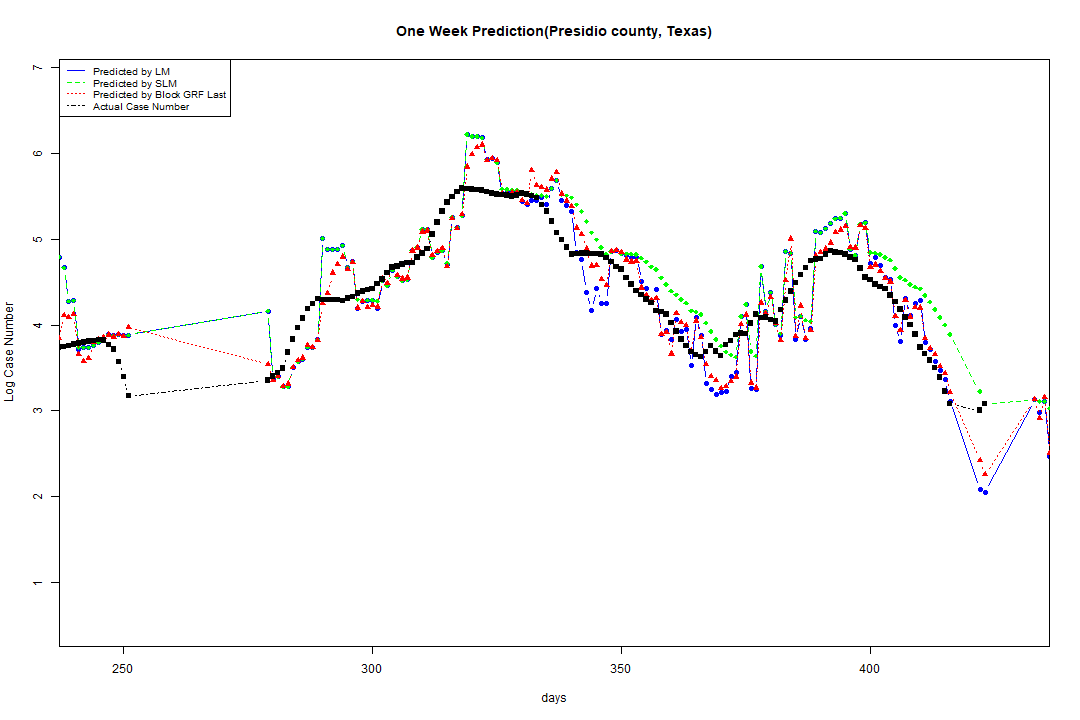 One Week Prediction(Presidio county, Texas)
Predicted by LM
Predicted by SLM
Predicted by Block GRF Last
Actual Case Number
Log Case Number
7
6
5
4
3
2
1
250 300 350 400
days